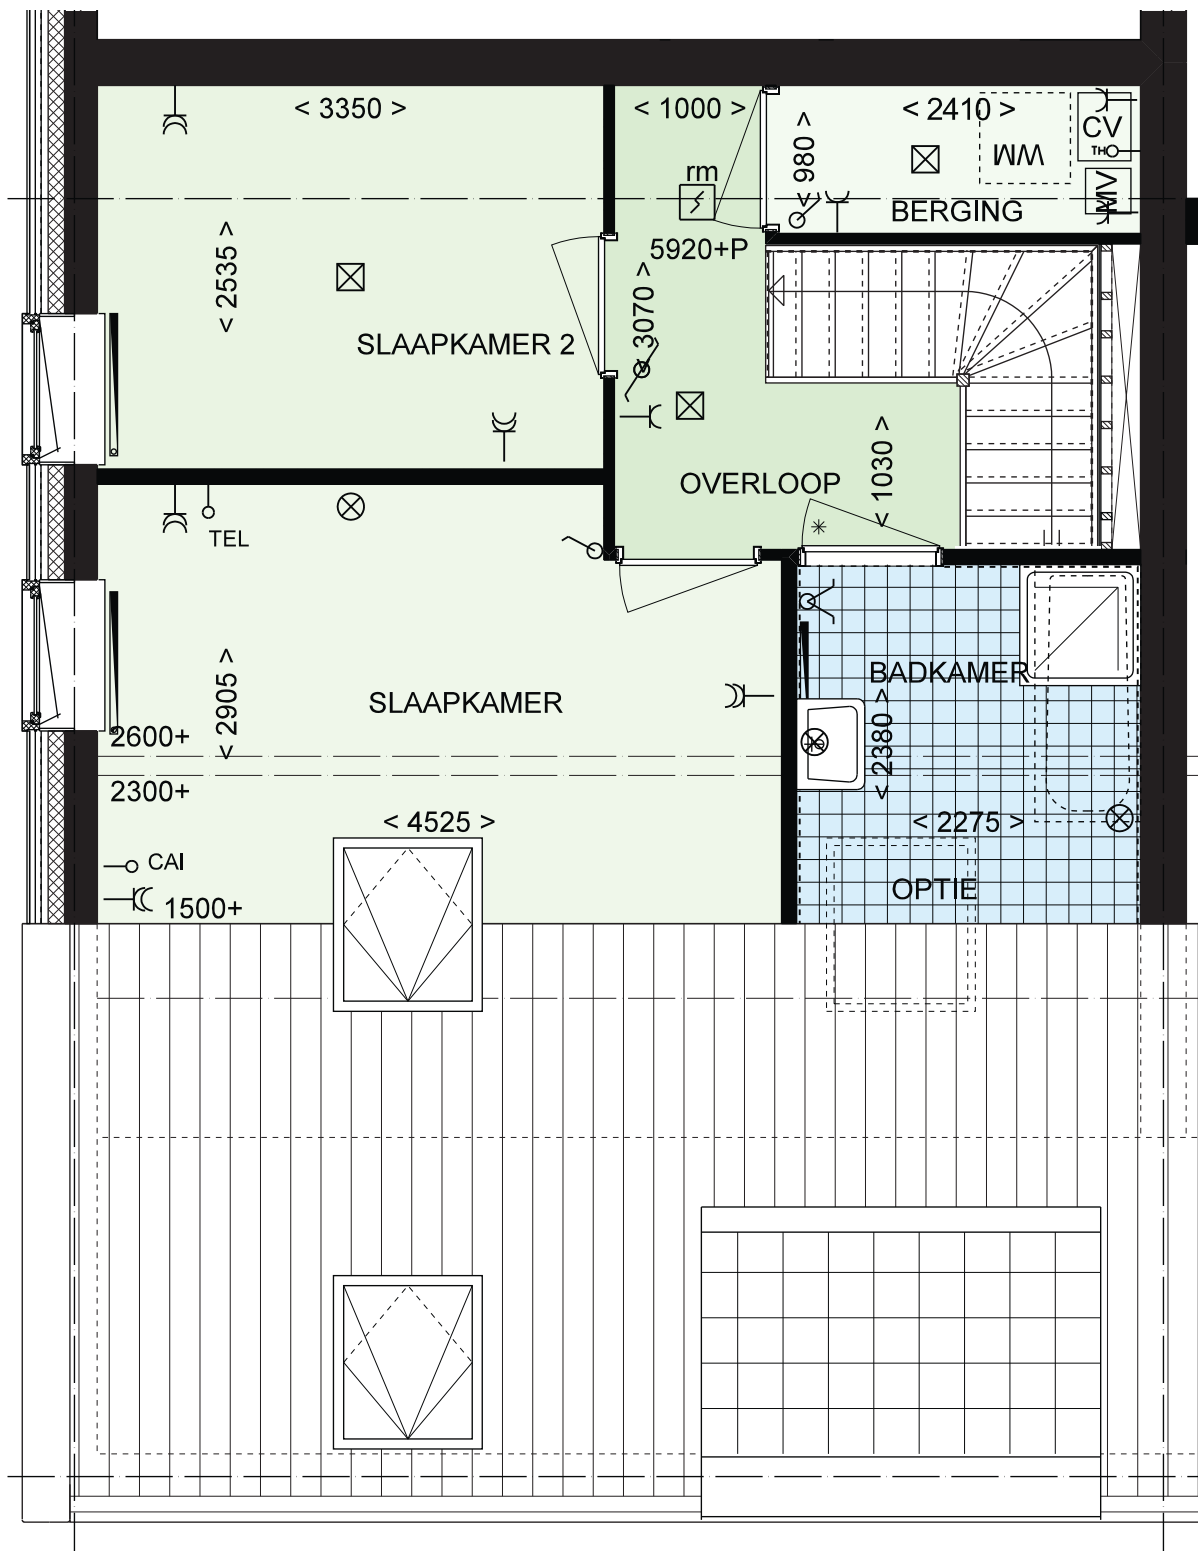 < 3350 >
< 1000 >
< 2410 >
< 980 >
CV
TH
WM
MV
rm
BERGING
5920+P
< 2535 >
< 3070 >
SLAAPKAMER 2
OVERLOOP
< 1030 >
TEL
*
BADKAMER
SLAAPKAMER
< 2905 >
< 2380 >
2600+
2300+
< 4525 >
< 2275 >
CAI
OPTIE
1500+